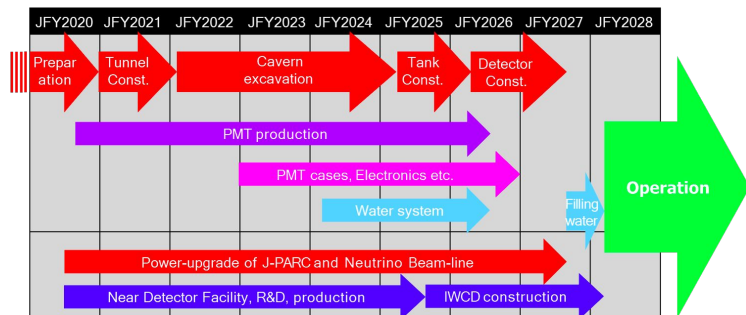 JFY2020 JFY2021 JFY2022 JFY2023 JFY2024 JFY2025 JFY2026 JFY2027 JFY2028
Prepar
ation
Tunnel
Const.
Cavern
excavation
Tank
Const.
Detector
Const.
PMT production
PMT cases, Electronics etc.
Water system
Filling
water
Operation
Power-upgrade of J-PARC and Neutrino Beam-line
Near Detector Facility, R&D, production
IWCD construction